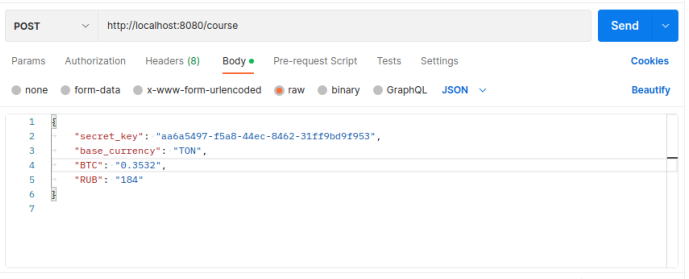 POST http://localhost:8080/course Send
Params Authorization Headers (8) Body Pre-request Script Tests Settings Cookies
none form-data x-www-form-urlencoded raw binary GraphQL JSON Beautify
1 {
2 "secret_key": "aa6a5497-f5a8-44ec-8462-31ff9bd9f953",
3 "base_currency": "TON",
4 "BTC": "0.3532",
5 "RUB": "184"
6 }
7